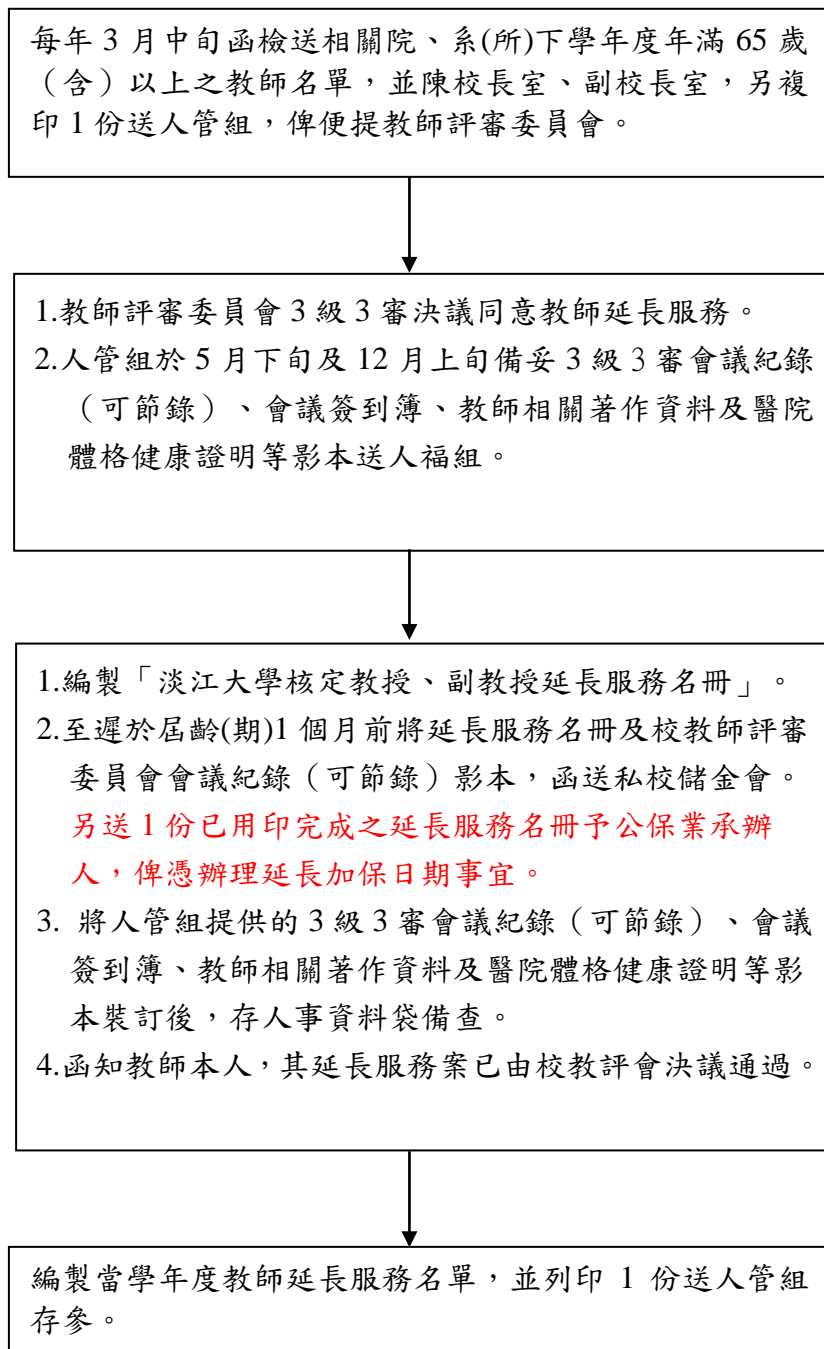 每年 3 月中旬函檢送相關院、系(所)下學年度年滿 65 歲
（含）以上之教師名單，並陳校長室、副校長室，另複
印 1 份送人管組，俾便提教師評審委員會。
1.教師評審委員會 3 級 3 審決議同意教師延長服務。
2.人管組於 5 月下旬及 12 月上旬備妥 3 級 3 審會議紀錄
（可節錄）、會議簽到簿、教師相關著作資料及醫院
體格健康證明等影本送人福組。
1.編製「淡江大學核定教授、副教授延長服務名冊」。
2.至遲於屆齡(期)1 個月前將延長服務名冊及校教師評審
委員會會議紀錄（可節錄）影本，函送私校儲金會。
另送 1 份已用印完成之延長服務名冊予公保業承辦
人，俾憑辦理延長加保日期事宜。
3. 將人管組提供的 3 級 3 審會議紀錄（可節錄）、會議
簽到簿、教師相關著作資料及醫院體格健康證明等影
本裝訂後，存人事資料袋備查。
4.函知教師本人，其延長服務案已由校教評會決議通過。
編製當學年度教師延長服務名單，並列印 1 份送人管組
存參。